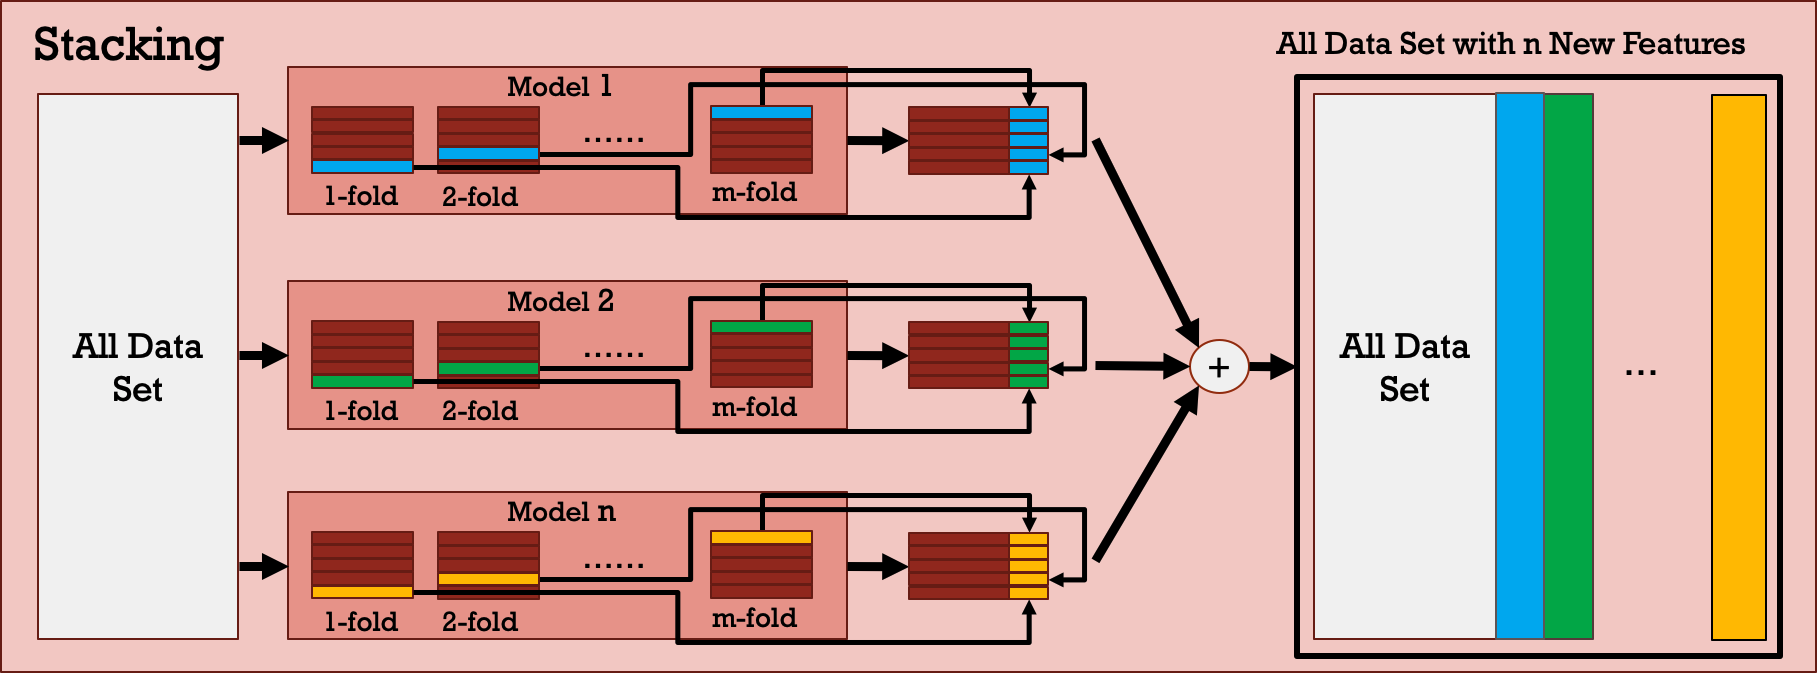 Stacking
All Data Set with n New Features
Model 1
......
1-fold
2-fold
m-fold
Model 2
......
1-fold
2-fold
m-fold
Model n
......
1-fold
2-fold
m-fold
All Data
Set
+
All Data
Set
...